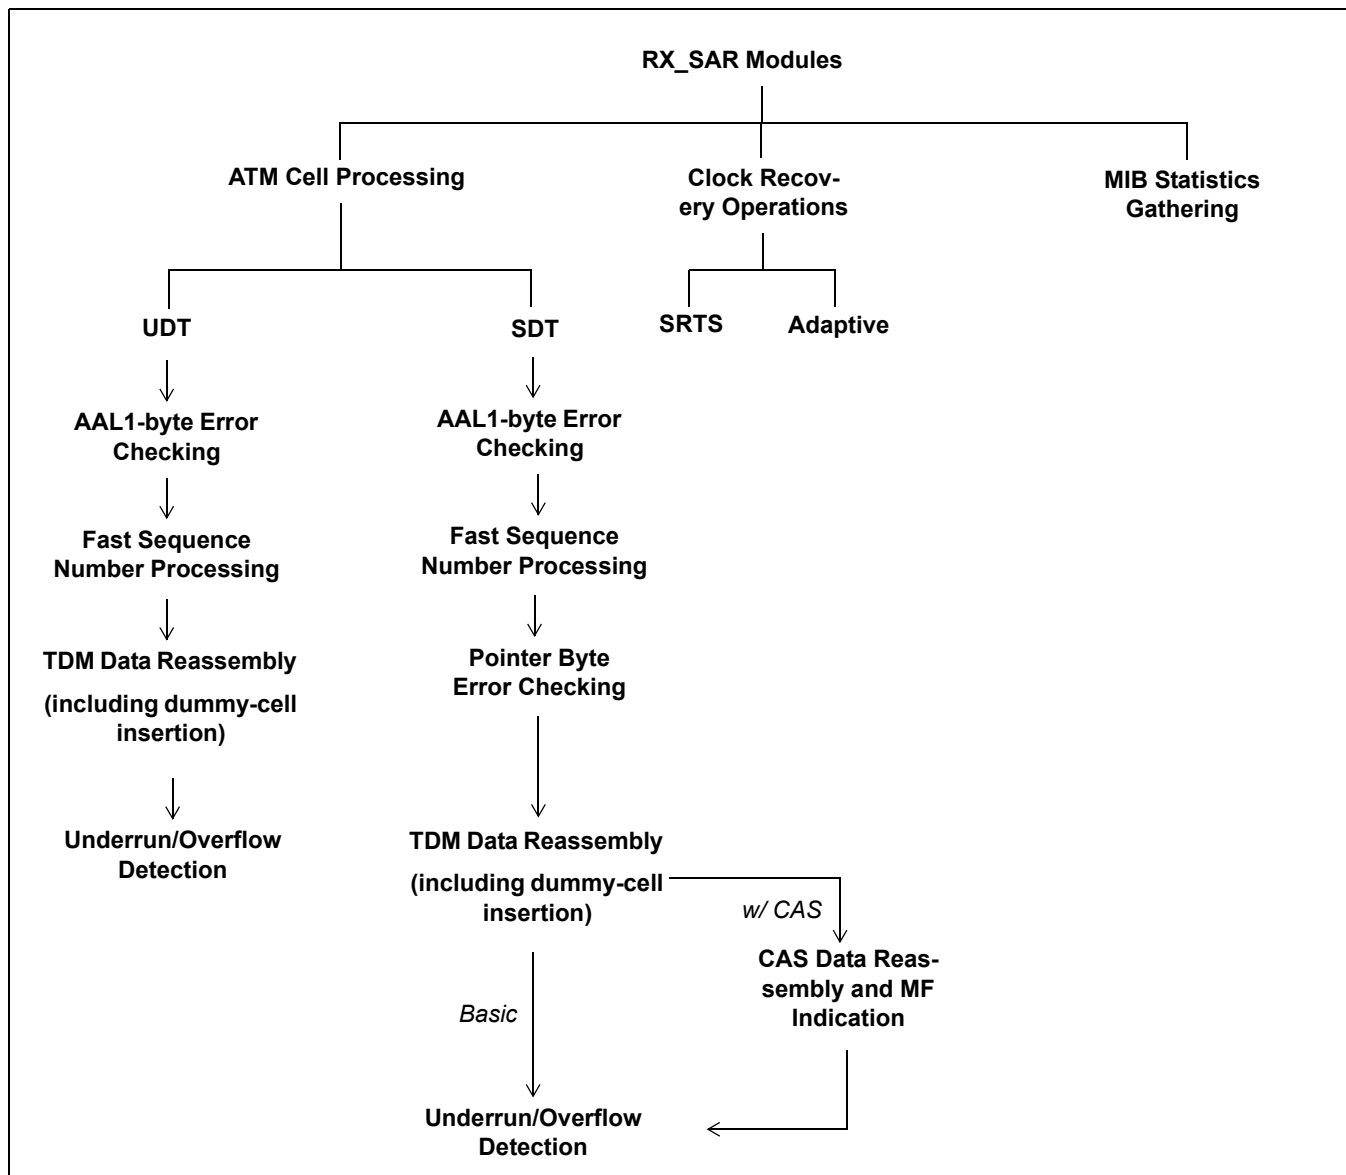 RX_SAR Modules
ATM Cell Processing
Clock Recov-
ery Operations
MIB Statistics
Gathering
UDT
SDT
SRTS
Adaptive
AAL1-byte Error
Checking
Fast Sequence
Number Processing
TDM Data Reassembly
(including dummy-cell
insertion)
Underrun/Overflow
Detection
AAL1-byte Error
Checking
Fast Sequence
Number Processing
Pointer Byte
Error Checking
TDM Data Reassembly
(including dummy-cell
insertion)
w/ CAS
CAS Data Reas-
sembly and MF
Indication
Basic
Underrun/Overflow
Detection